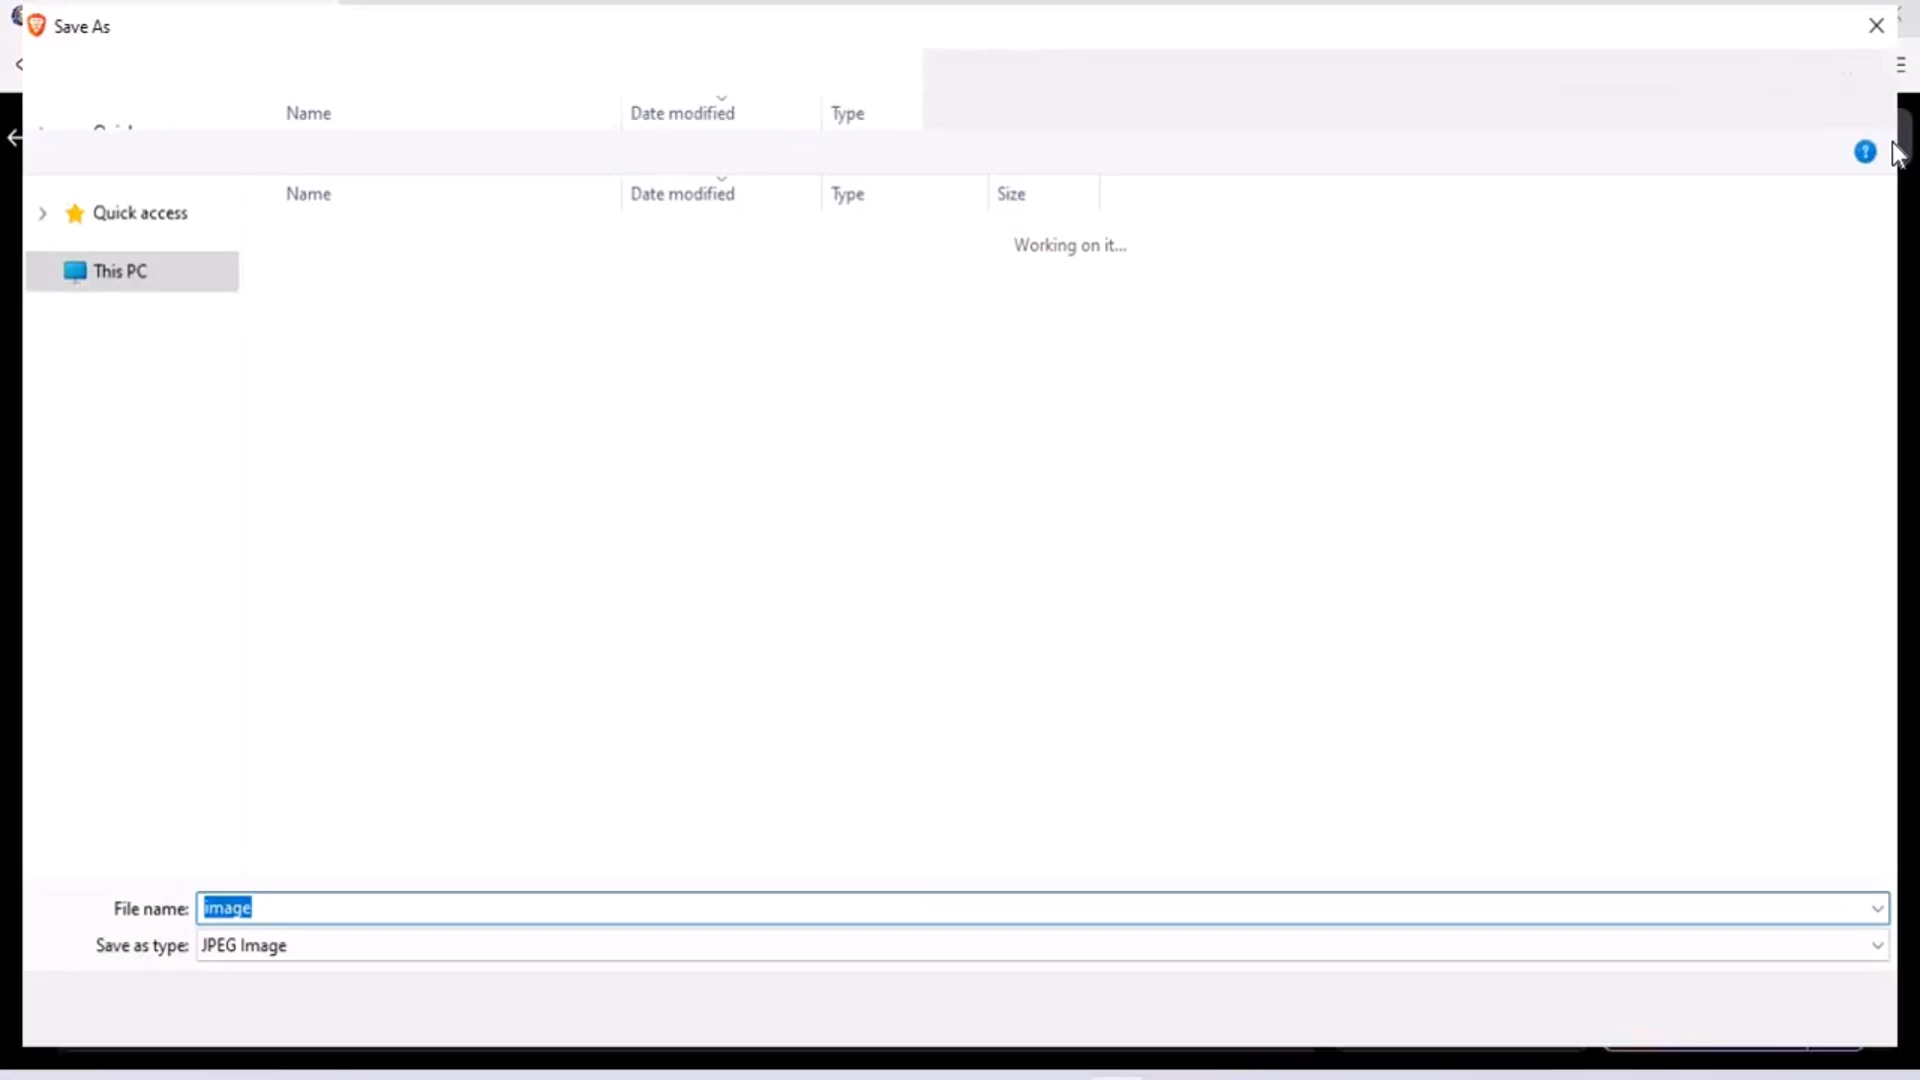 Save As
Name Date modified Type
Name Date modified Type Size
Quick access
Working on it...
This PC
File name: image
Save as type: JPEG Image